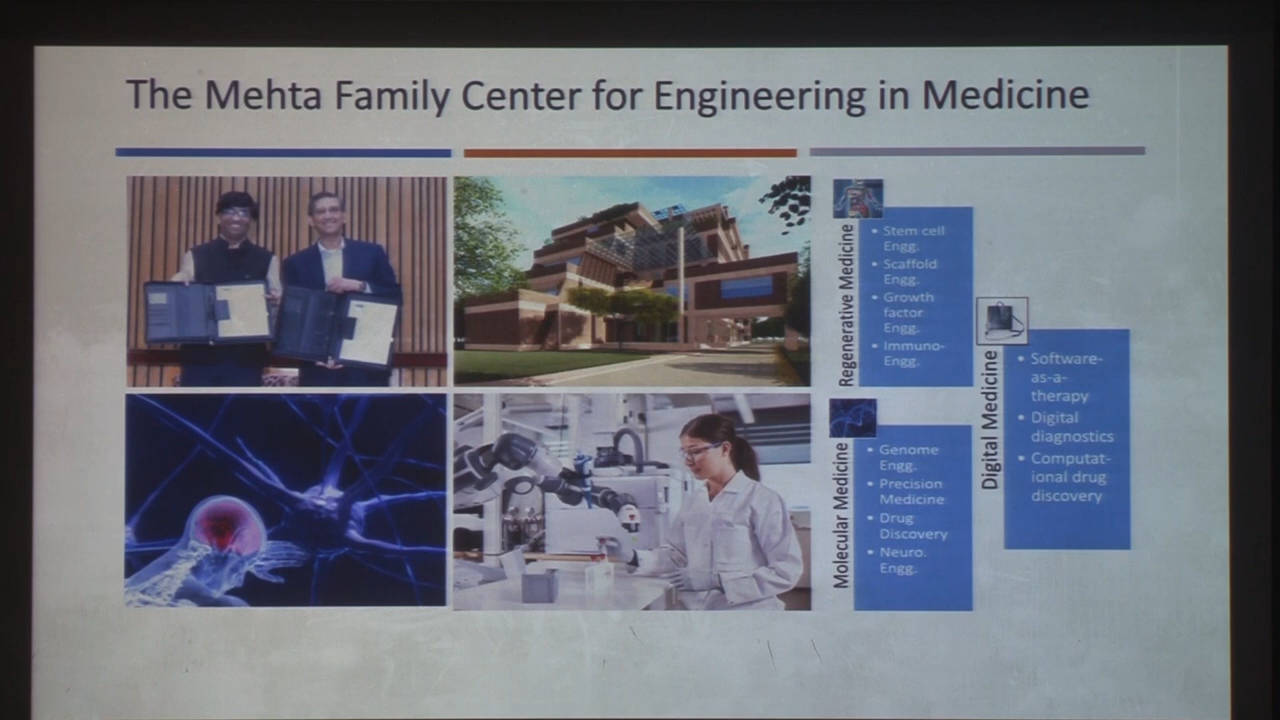 The Mehta Family Center for Engineering in Medicine
Regenerative Medicine
• Stem cell
Engg.
• Scaffold
Engg.
• Growth
factor
Engg.
• Immuno-
Engg.
Molecular Medicine
• Genome
Engg.
• Precision
Medicine
• Drug
Discovery
• Neuro.
Engg.
Digital Medicine
• Software-
as-a-
therapy
• Digital
diagnostics
• Computat-
ional drug
discovery